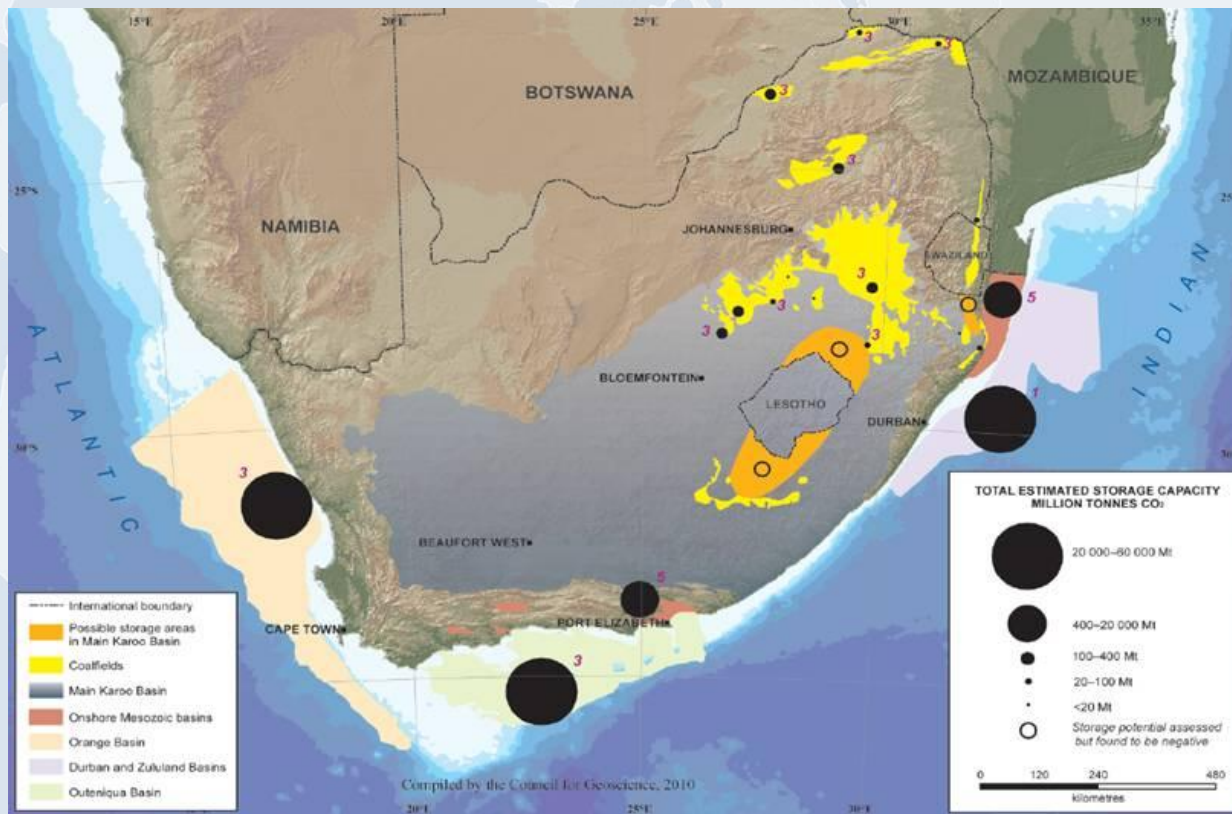 15°E
20°E
25°E
30°E
35°E
BOTSWANA
MOZAMBIQUE
3
3
3
3
25°S
25°
NAMIBIA
JOHANNESBURG
SWAZILAND
3
3
5
3
3
BLOEMFONTEIN
LESOTHO
DURBAN
1
ATLANTIC
INDIAN
30°S
30°
3
BEAUFORT WEST
5
CAPE TOWN
PORT ELIZABETH
3
Compiled by the Council for Geoscience, 2010
20°E
25°E
30°E
International boundary
Possible storage areas
in Main Karoo Basin
Coalfields
Main Karoo Basin
Onshore Mesozoic basins
Orange Basin
Durban and Zululand Basins
Outeniqua Basin
TOTAL ESTIMATED STORAGE CAPACITY
MILLION TONNES CO₂
20 000–60 000 Mt
400–20 000 Mt
100–400 Mt
20–100 Mt
<20 Mt
Storage potential assessed
but found to be negative
0 120 240 480
kilometres